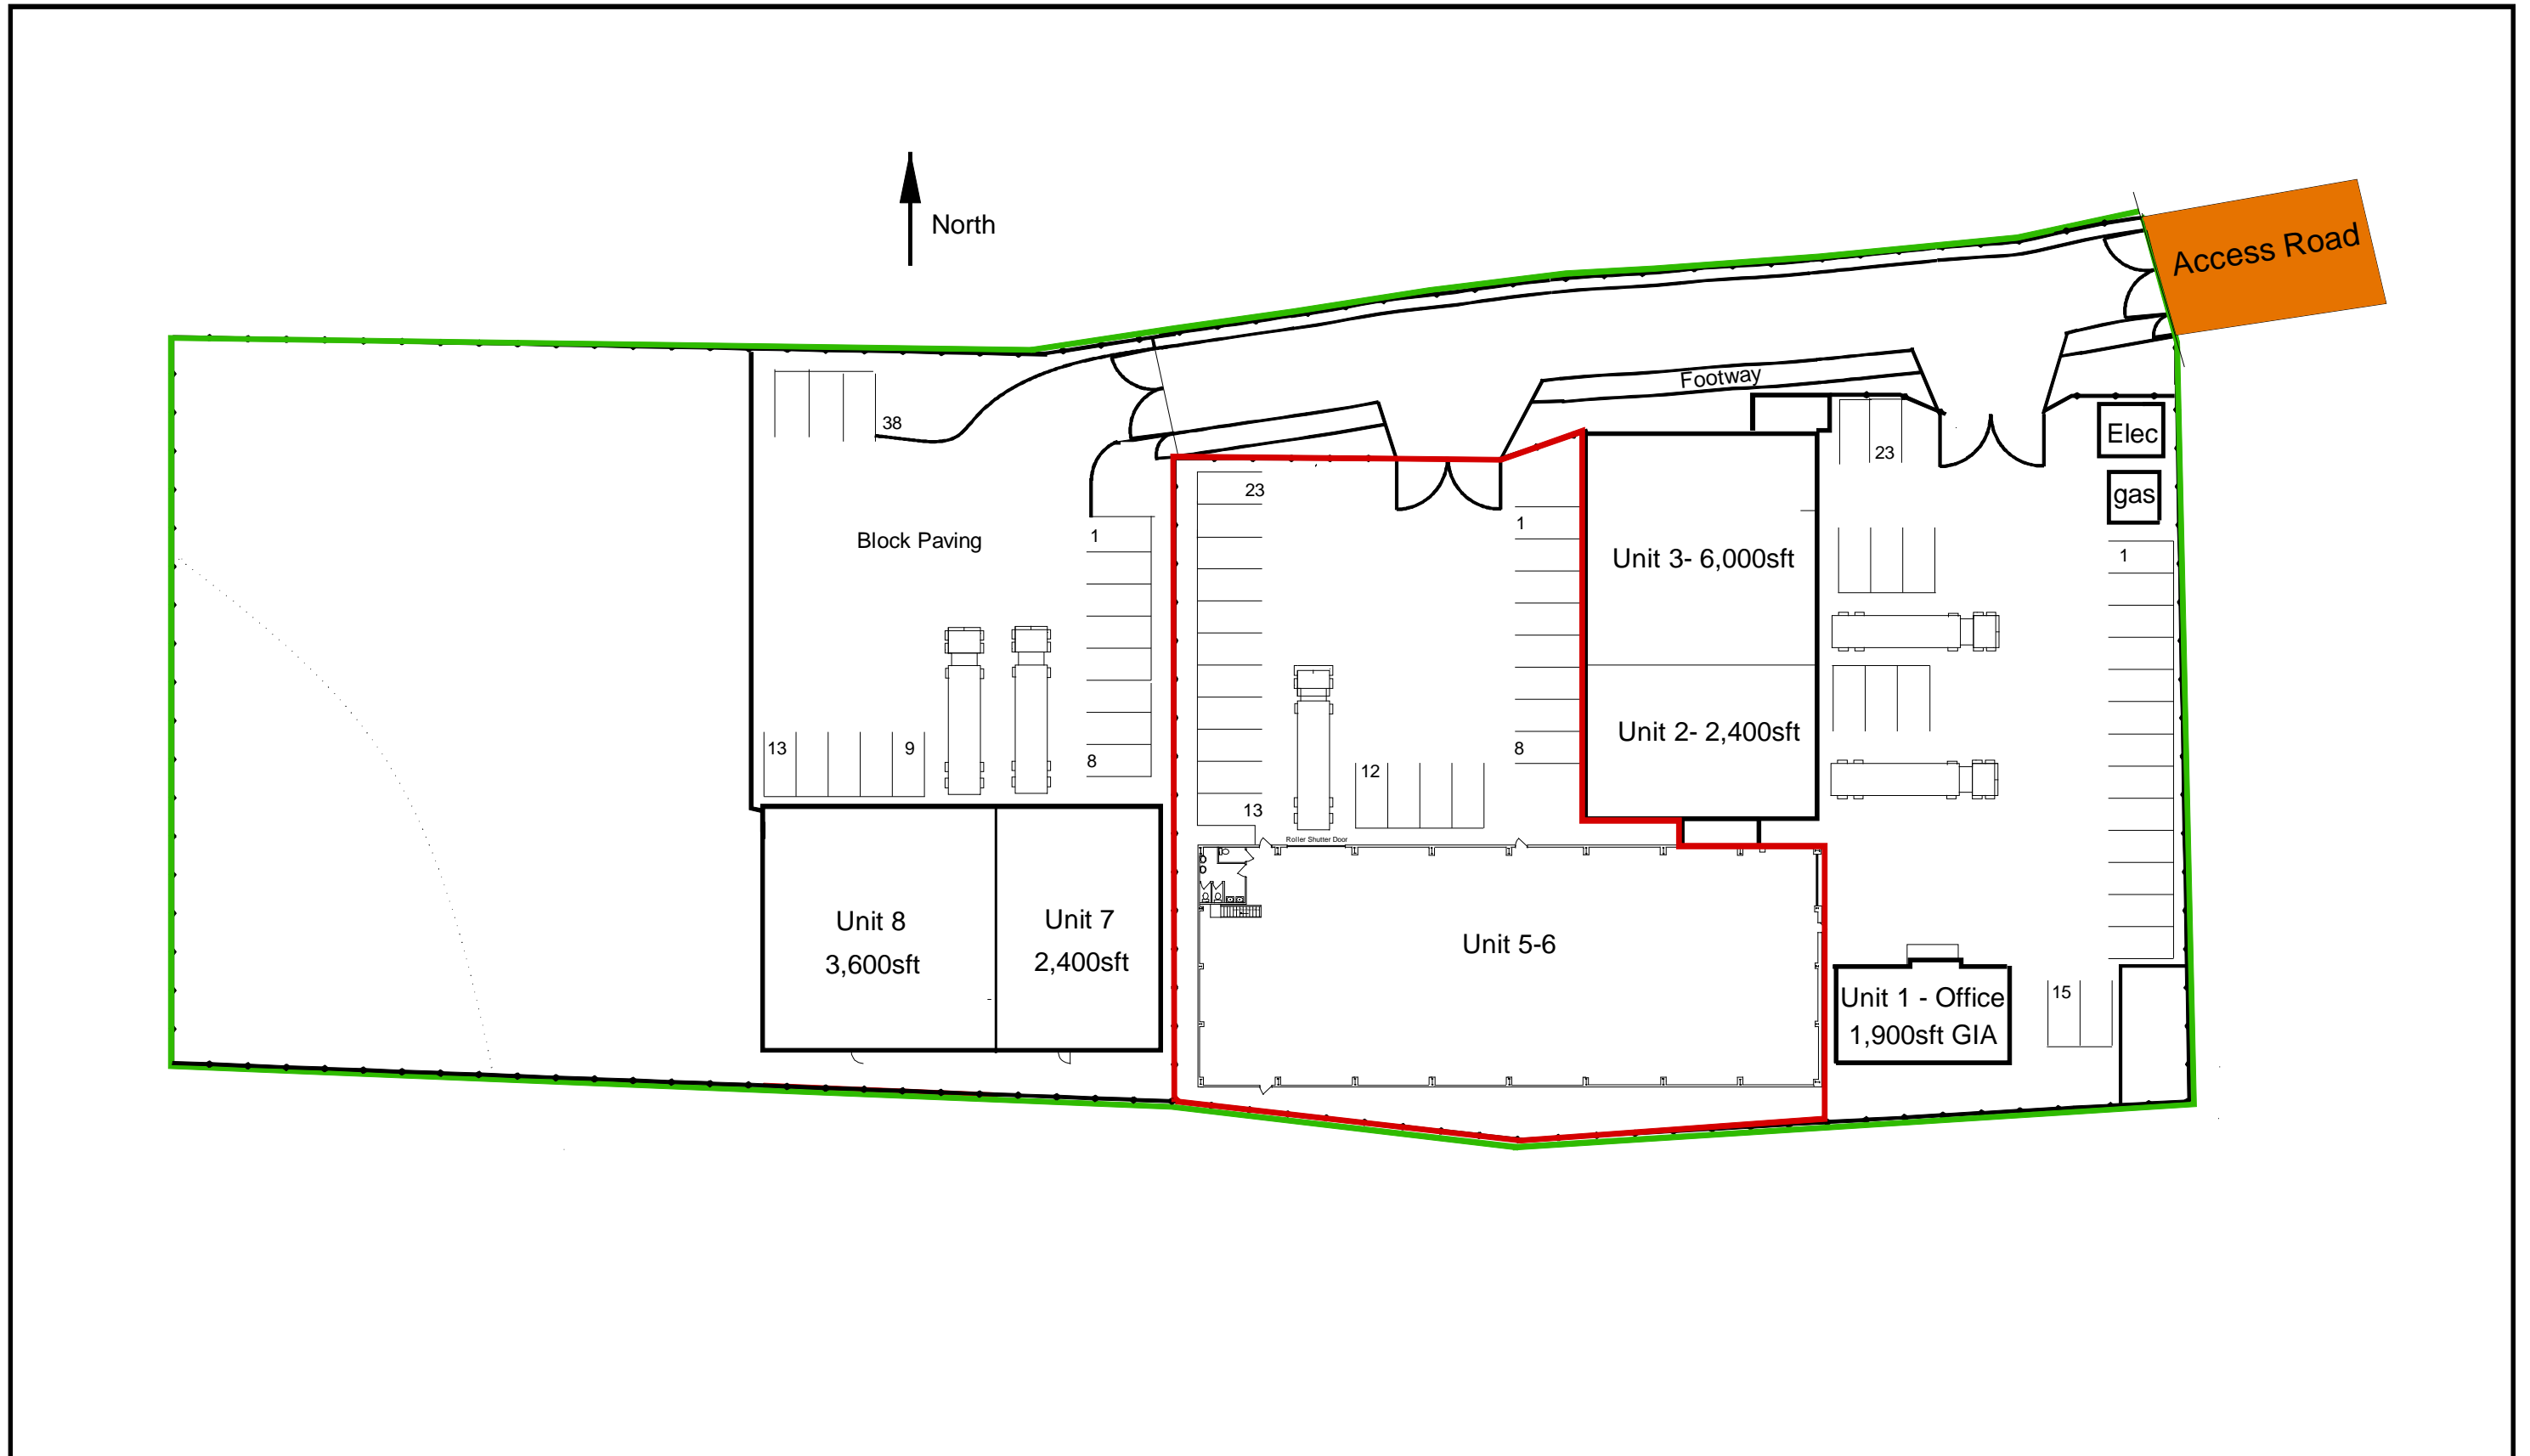 North
Access Road
Footway
38
Elec
23
gas
23
1
1
Block Paving
1
Unit 3- 6,000sft
Unit 2- 2,400sft
13
9
8
8
12
13
Roller Shutter Door
Unit 8
3,600sft
Unit 7
2,400sft
Unit 5-6
Unit 1 - Office
1,900sft GIA
15